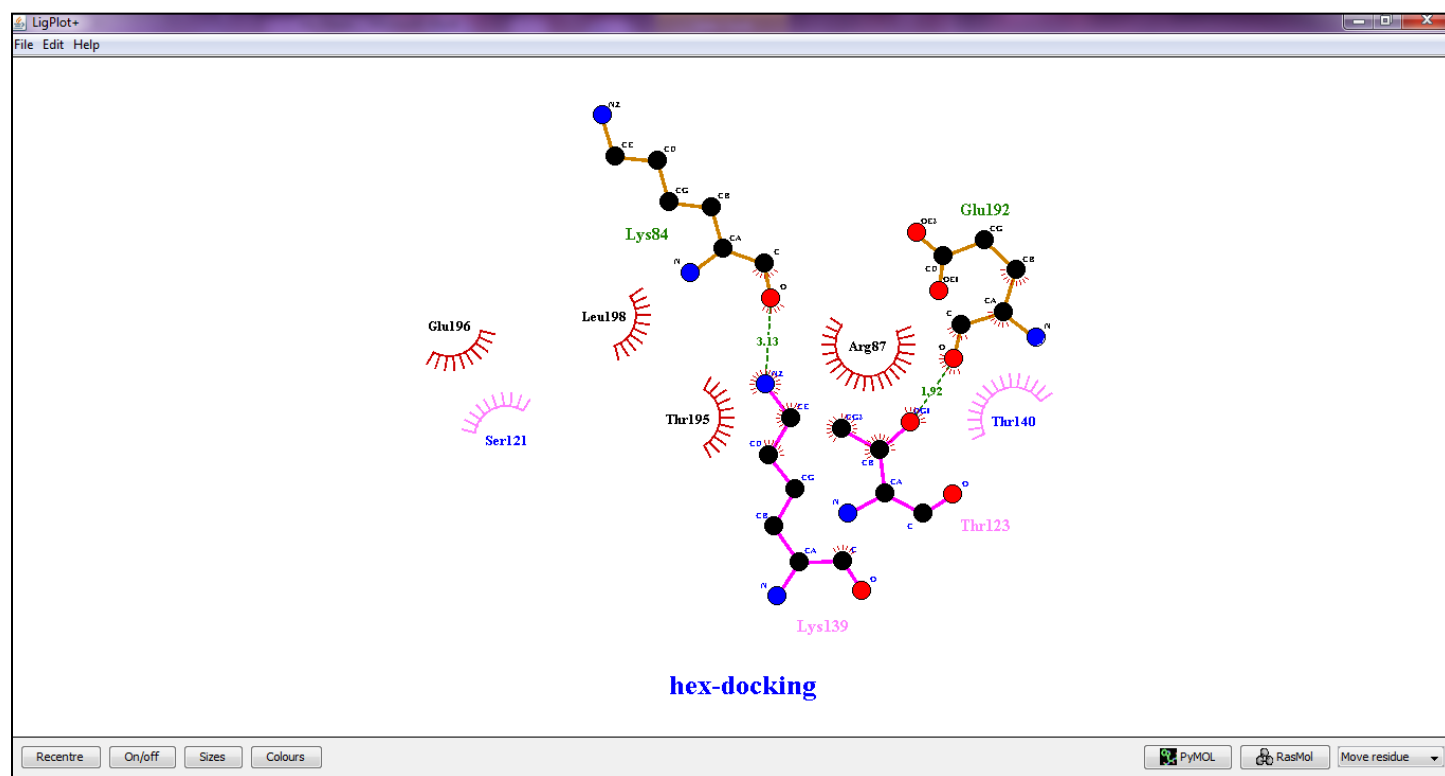 LigPlot+
File Edit Help
NZ
CE
CD
CG
CB
Lys84
CA
N
C
O
Glu192
CG
CB
CD
OE1
CA
C
N
O
Leu198
Glu196
3.13
Arg87
1.92
NZ
CE
Thr195
CD
CG
CB
CA
C
N
O
Lys139
OG1
CB
CA
N
C
O
Thr123
Thr140
Ser121
hex-docking
Recentre
On/off
Sizes
Colours
PyMOL
RasMol
Move residue